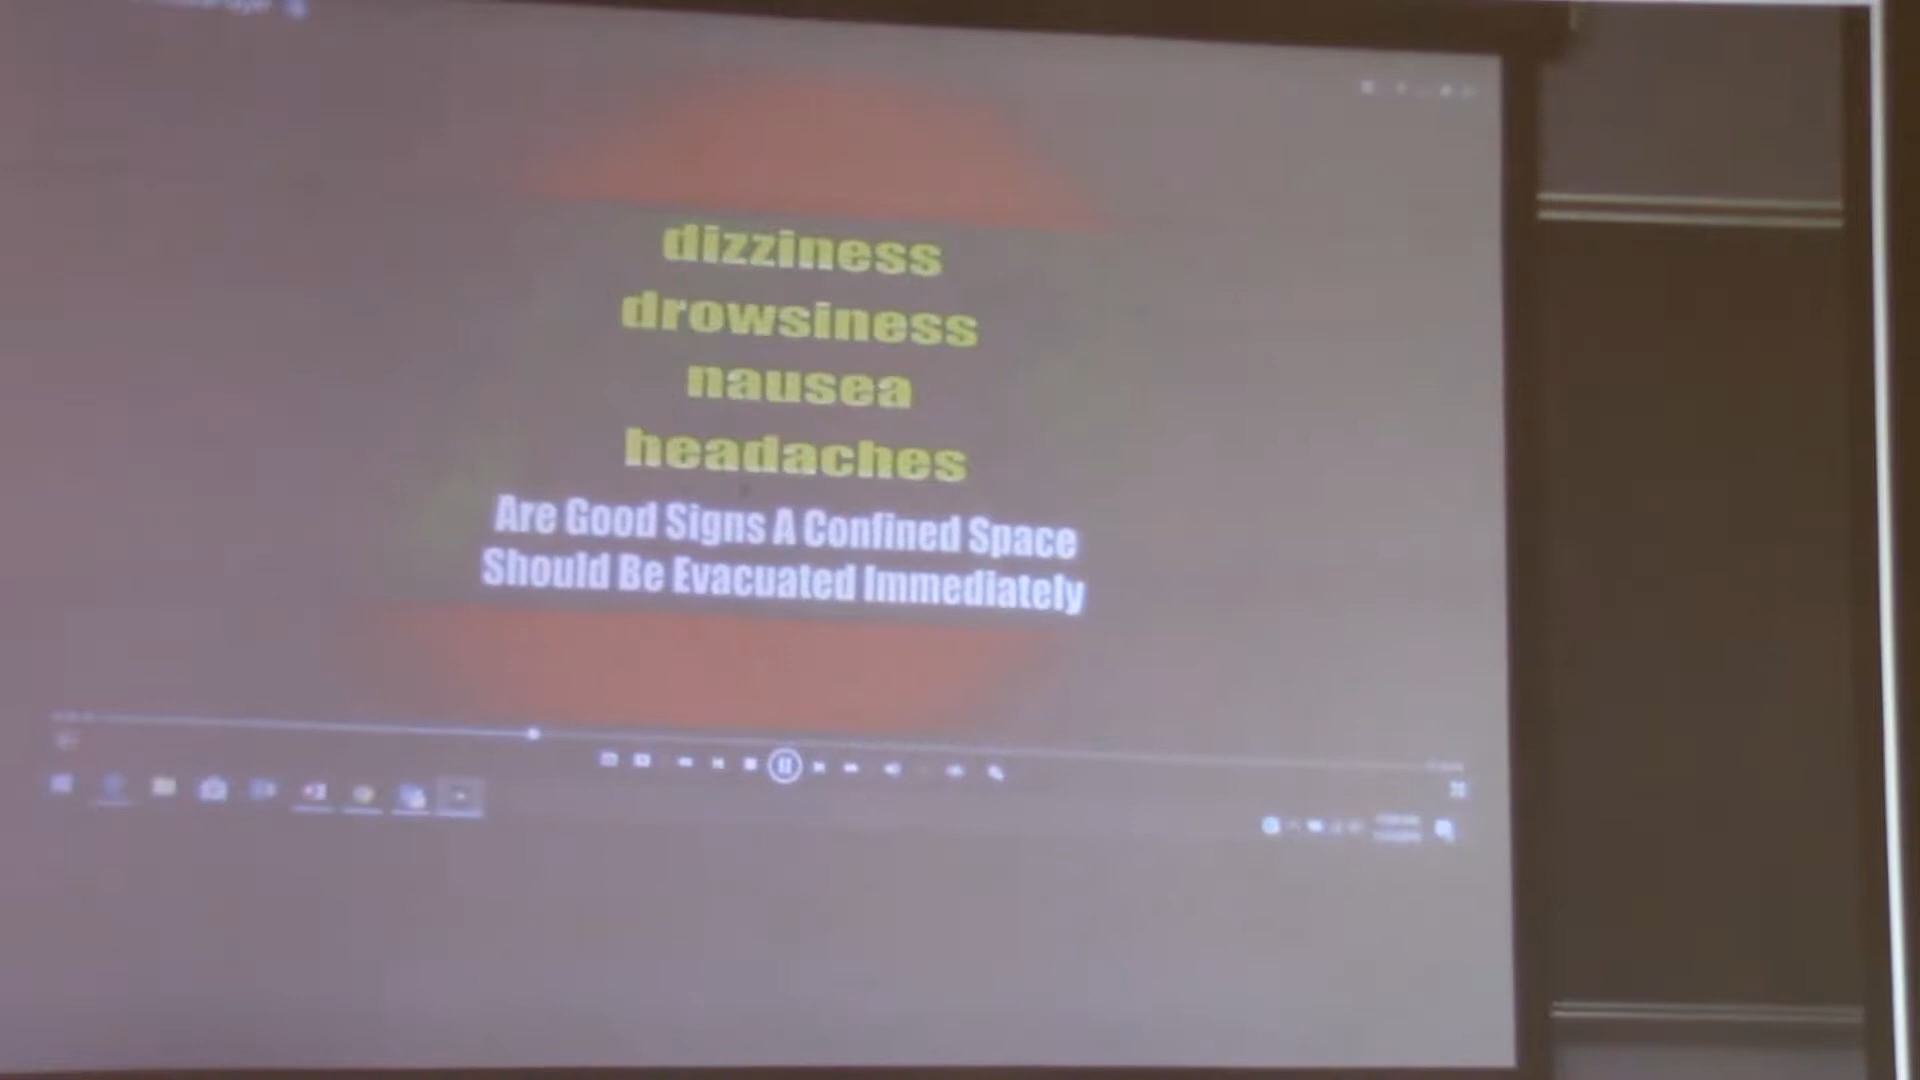 dizziness
drowsiness
nausea
headaches
Are Good Signs A Confined Space
Should Be Evacuated Immediately